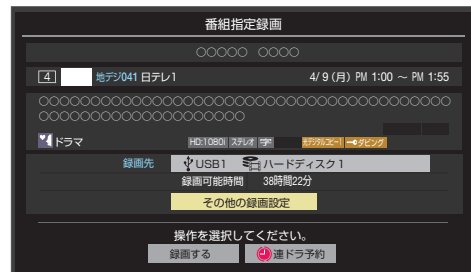 番組指定録画
○○○○○ ○○○○
4 地デジ041 日テレ1 4/ 9 (月) PM 1:00 ～ PM 1:55
○○○○○○○○○○○○○○○○○○○○○○○○○○○○○○○○○○○○
○○○○○○○○○○○○○○○○○○
ドラマ HD:1080i ステレオ 字 ダビング
録画先 USB1 ハードディスク 1
録画可能時間 38時間22分
その他の録画設定
操作を選択してください。
録画する 連ドラ予約